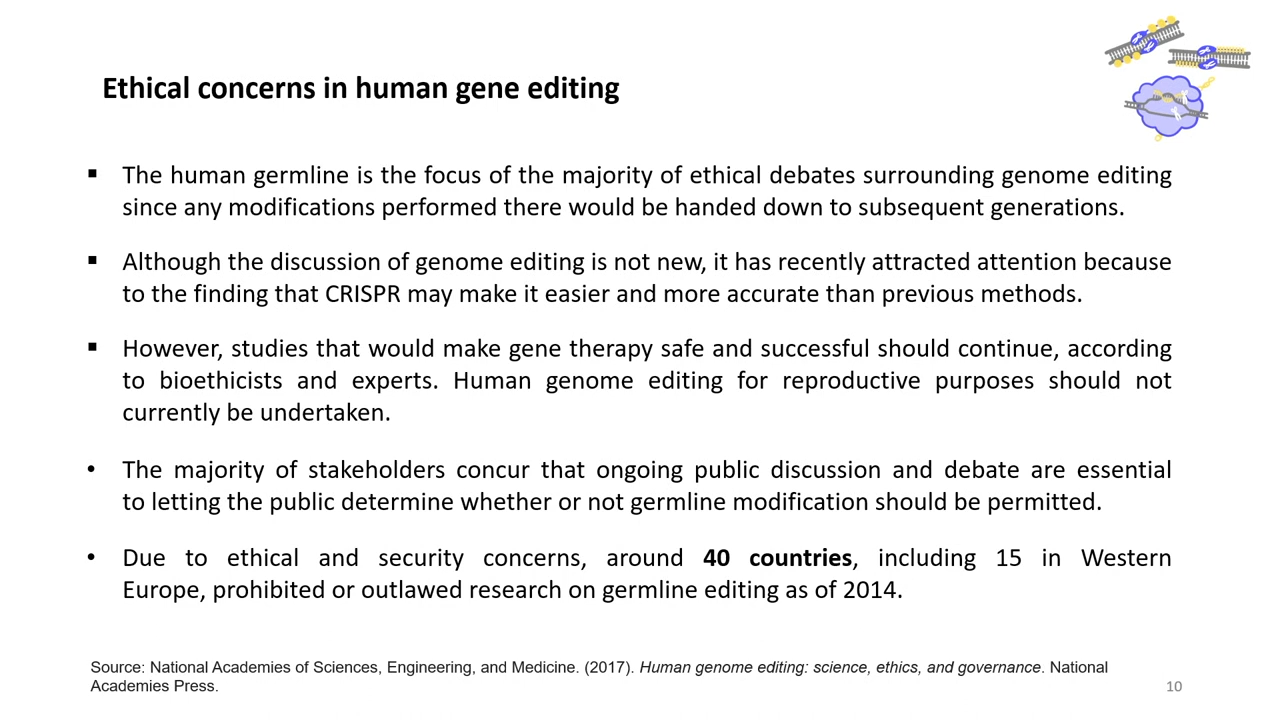 Ethical concerns in human gene editing
▪ The human germline is the focus of the majority of ethical debates surrounding genome editing
since any modifications performed there would be handed down to subsequent generations.
▪ Although the discussion of genome editing is not new, it has recently attracted attention because
to the finding that CRISPR may make it easier and more accurate than previous methods.
▪ However, studies that would make gene therapy safe and successful should continue, according
to bioethicists and experts. Human genome editing for reproductive purposes should not
currently be undertaken.
• The majority of stakeholders concur that ongoing public discussion and debate are essential
to letting the public determine whether or not germline modification should be permitted.
• Due to ethical and security concerns, around 40 countries, including 15 in Western
Europe, prohibited or outlawed research on germline editing as of 2014.
Source: National Academies of Sciences, Engineering, and Medicine. (2017). Human genome editing: science, ethics, and governance. National
Academies Press.
10